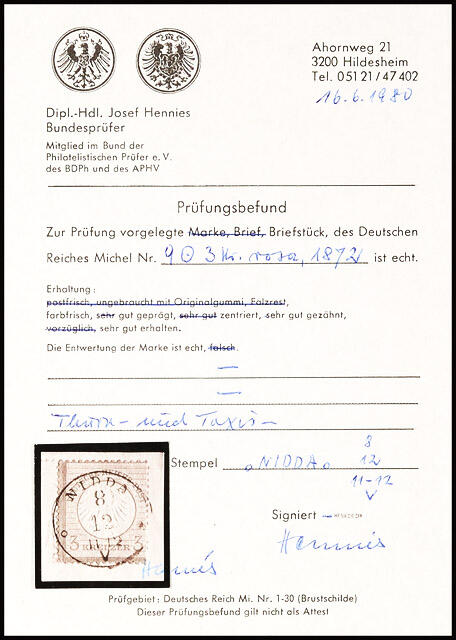 Ahornweg 21
3200 Hildesheim
Tel. 05121/47402
16.6.1980
Dipl.-Hdl. Josef Hennies
Bundesprüfer
Mitglied im Bund der
Philatelistischen Prüfer e. V.
des BDPh und des APHV
Prüfungsbefund
Zur Prüfung vorgelegte Marke, Brief, Briefstück, des Deutschen
Reiches Michel Nr. 9 ⊙ 3 Kr. rosa, 1872 ist echt.
Erhaltung:
postfrisch, ungebraucht mit Originalgummi, Falzrest,
farbfrisch, sehr gut geprägt, sehr gut zentriert, sehr gut gezähnt,
vorzüglich, sehr gut erhalten.
Die Entwertung der Marke ist echt, falsch.
—
—
Thurn- und Taxis-
Stempel „NIDDA" 8
12
11-12
V
NIDDA
8
12
3 KREUZER 3
Signiert — HENNIES
Hennies
Hennies
Prüfgebiet: Deutsches Reich Mi. Nr. 1-30 (Brustschilde)
Dieser Prüfungsbefund gilt nicht als Attest